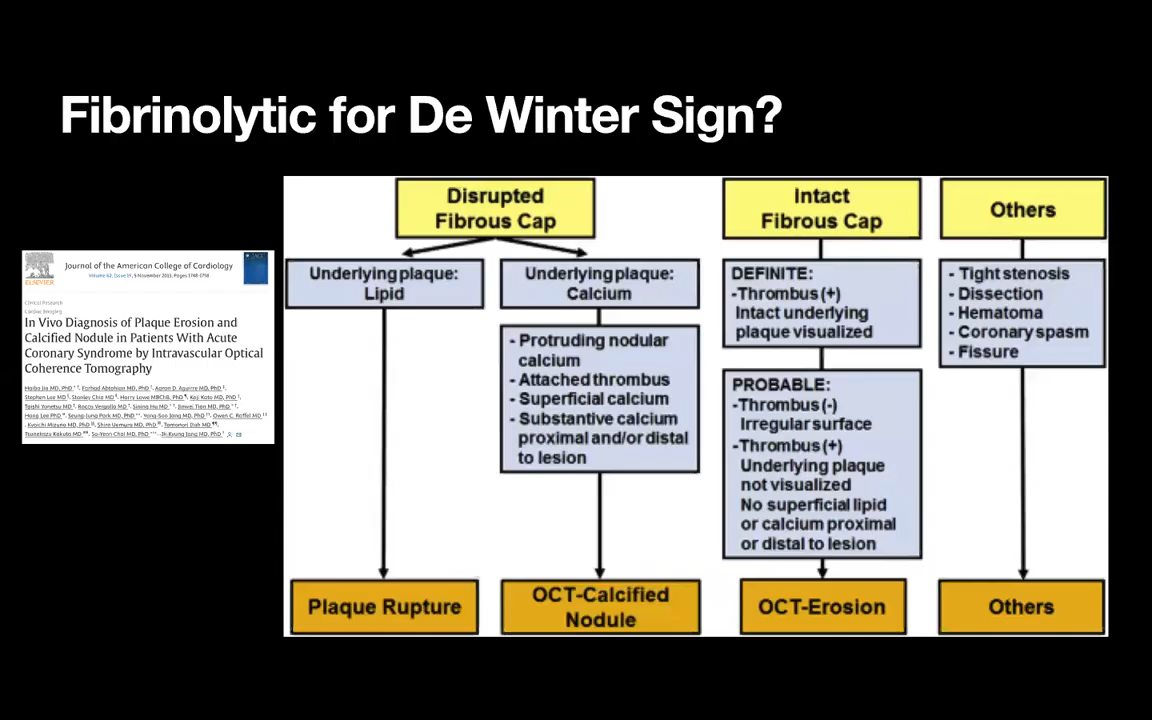 Fibrinolytic for De Winter Sign?
ELSEVIER
Journal of the American College of Cardiology
Clinical Research
Cardiac Imaging
In Vivo Diagnosis of Plaque Erosion and
Calcified Nodule in Patients With Acute
Coronary Syndrome by Intravascular Optical
Coherence Tomography
Disrupted
Fibrous Cap
Underlying plaque:
Lipid
Plaque Rupture
Underlying plaque:
Calcium
- Protruding nodular
calcium
- Attached thrombus
- Superficial calcium
- Substantive calcium
proximal and/or distal
to lesion
OCT-Calcified
Nodule
Intact
Fibrous Cap
DEFINITE:
-Thrombus (+)
Intact underlying
plaque visualized
PROBABLE:
-Thrombus (-)
Irregular surface
-Thrombus (+)
Underlying plaque
not visualized
No superficial lipid
or calcium proximal
or distal to lesion
OCT-Erosion
Others
- Tight stenosis
- Dissection
- Hematoma
- Coronary spasm
- Fissure
Others